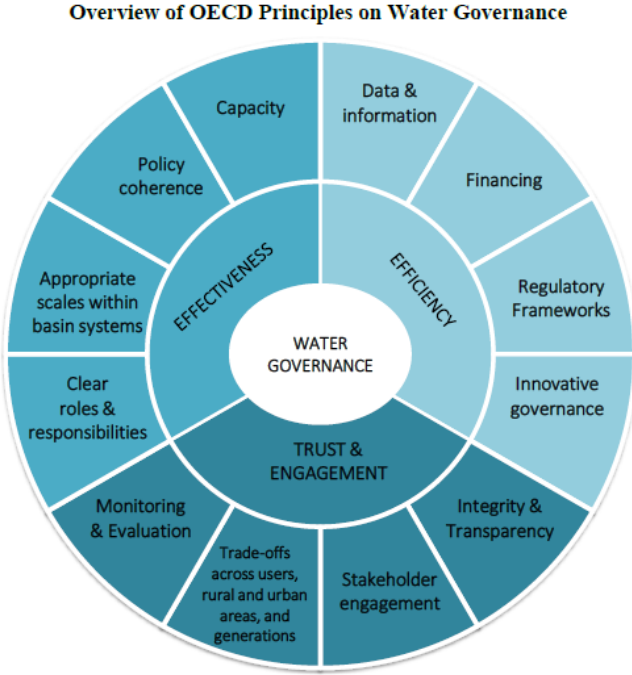 Overview of OECD Principles on Water Governance
Capacity
Data &
information
Policy
coherence
Financing
Appropriate
scales within
basin systems
EFFECTIVENESS
EFFICIENCY
Regulatory
Frameworks
WATER
GOVERNANCE
Clear
roles &
responsibilities
Innovative
governance
TRUST &
ENGAGEMENT
Monitoring
& Evaluation
Integrity &
Transparency
Trade-offs
across users,
rural and urban
areas, and
generations
Stakeholder
engagement